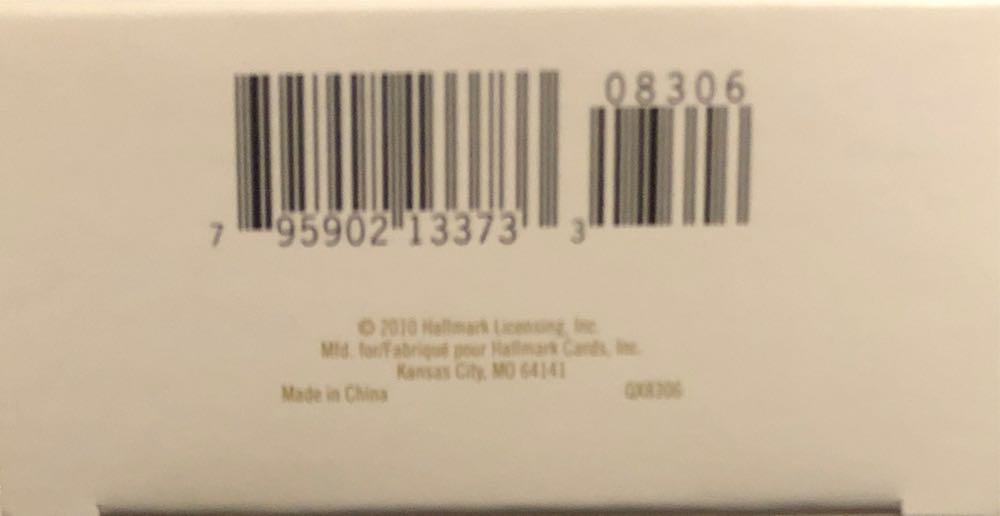 08306
7 95902 13373 3
© 2010 Hallmark Licensing, Inc.
Mfd. for/Fabriqué pour Hallmark Cards, Inc.
Kansas City, MO 64141
Made in China QX8306